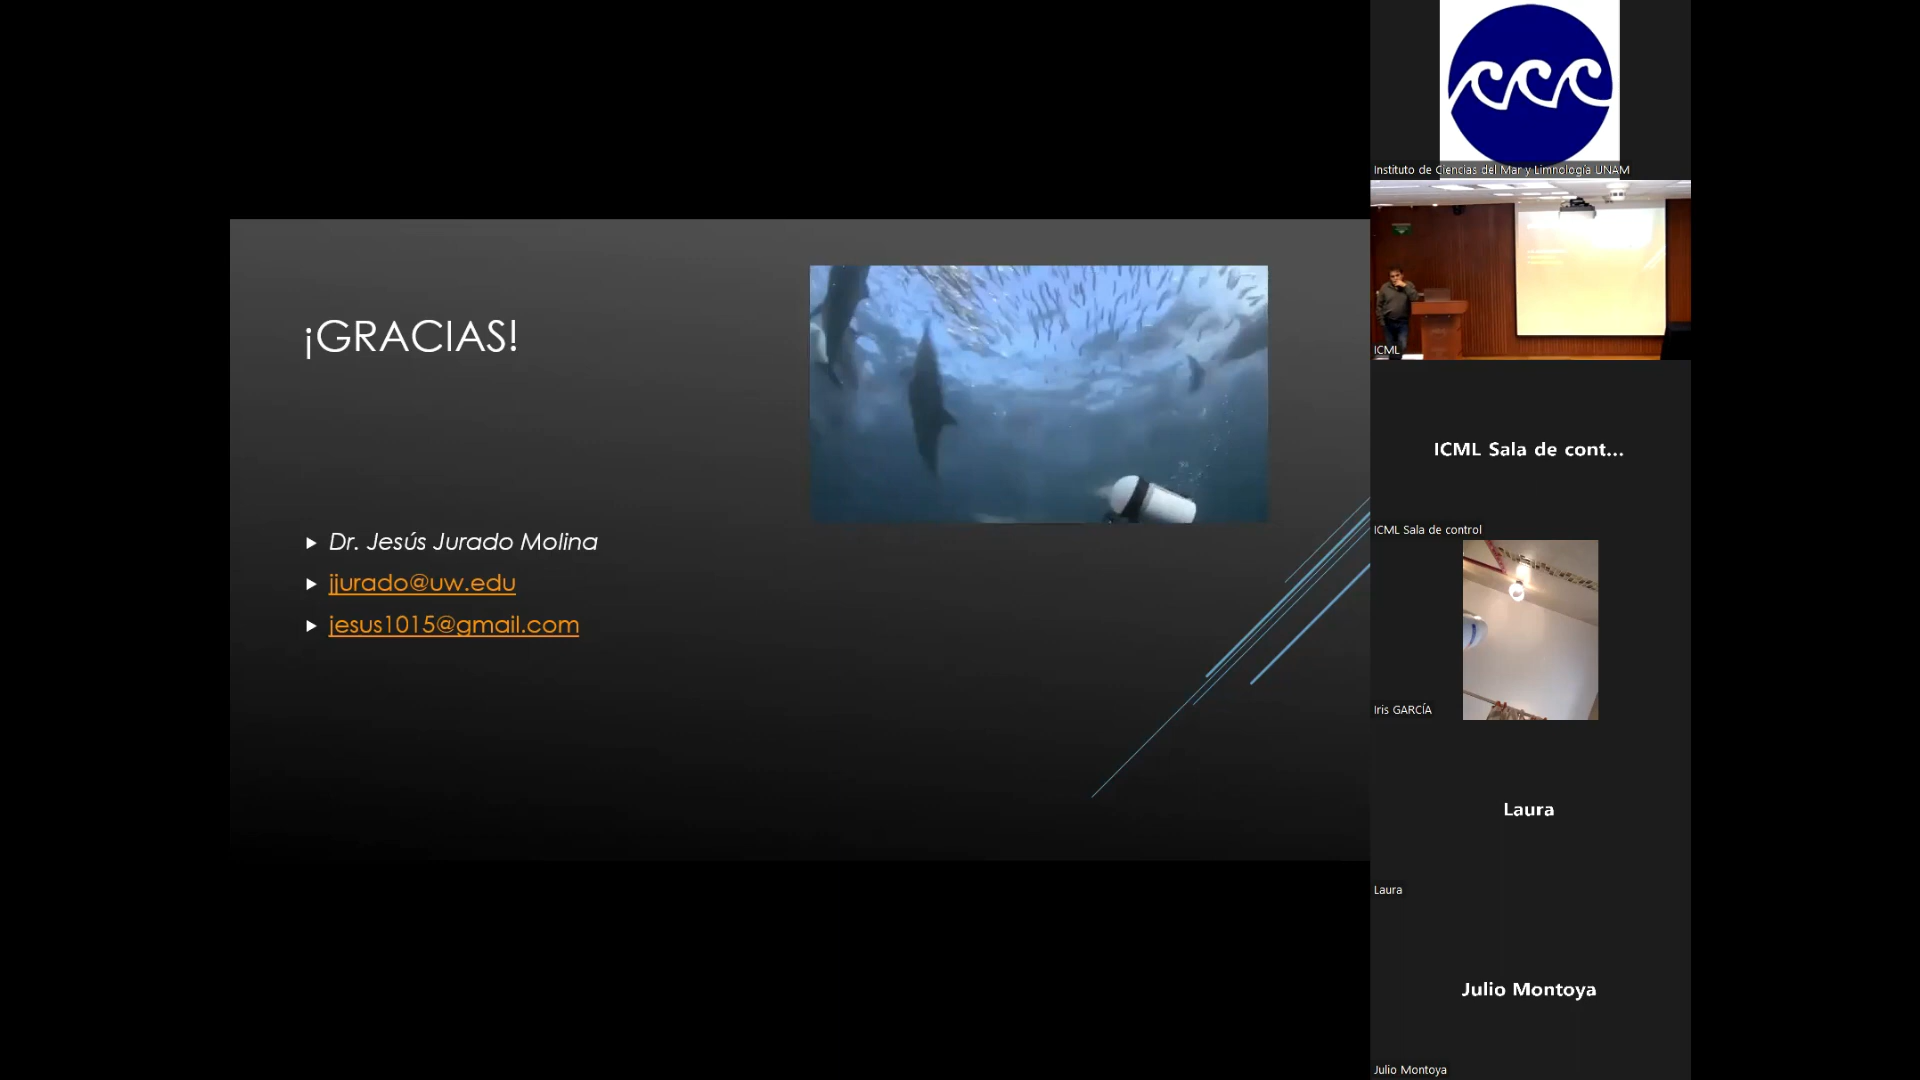 ¡GRACIAS!
Dr. Jesús Jurado Molina
jjurado@uw.edu
jesus1015@gmail.com
Instituto de Ciencias del Mar y Limnología UNAM
ICML
ICML Sala de cont...
ICML Sala de control
Iris GARCÍA
Laura
Laura
Julio Montoya
Julio Montoya